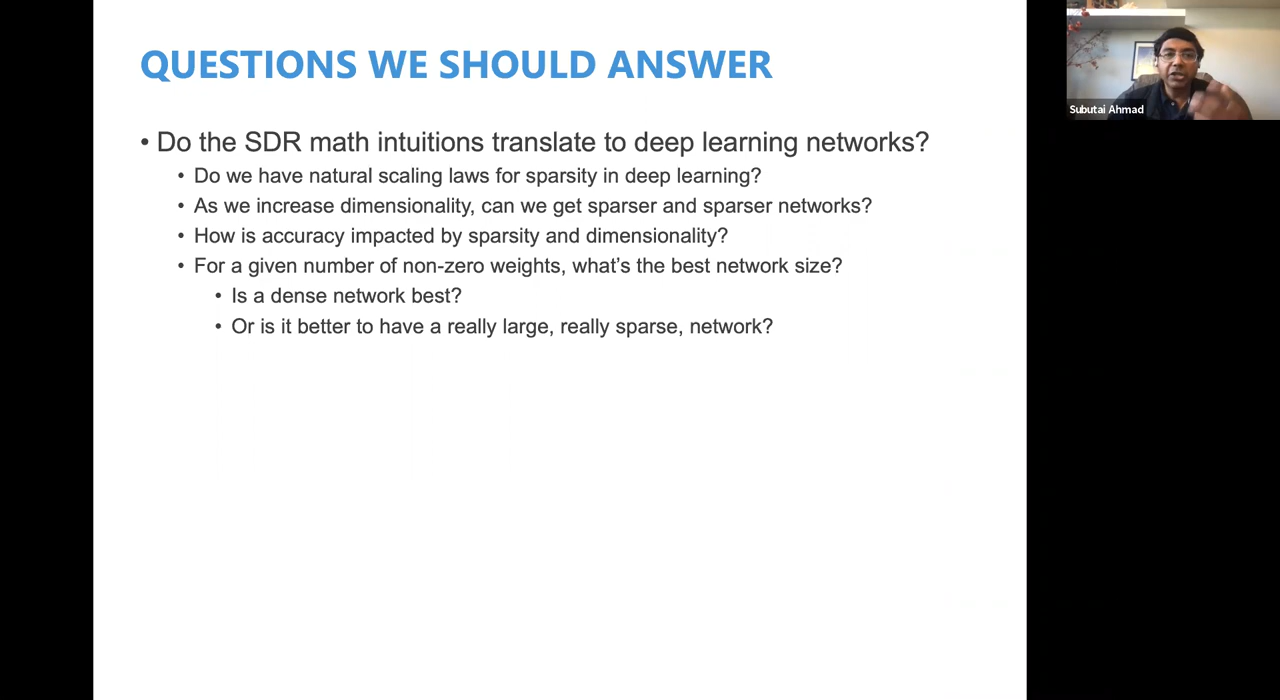 QUESTIONS WE SHOULD ANSWER
• Do the SDR math intuitions translate to deep learning networks?
• Do we have natural scaling laws for sparsity in deep learning?
• As we increase dimensionality, can we get sparser and sparser networks?
• How is accuracy impacted by sparsity and dimensionality?
• For a given number of non-zero weights, what's the best network size?
• Is a dense network best?
• Or is it better to have a really large, really sparse, network?
Subutai Ahmad